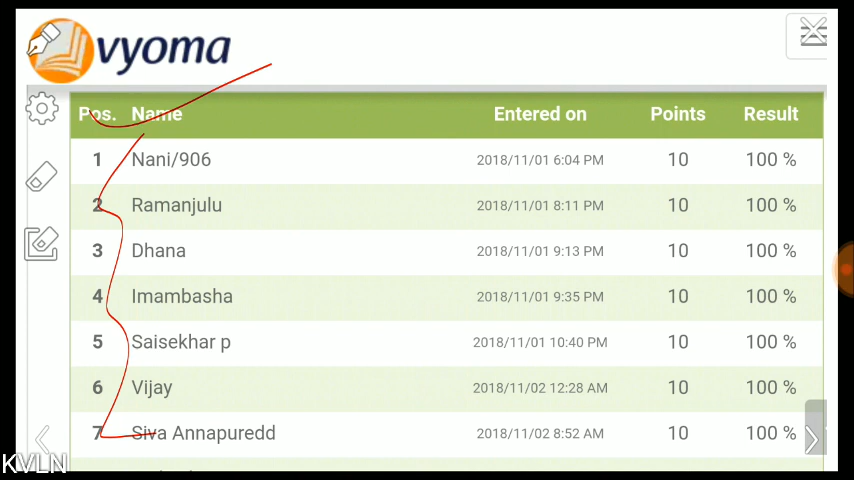 vyoma
Pos. Name Entered on Points Result
1 Nani/906 2018/11/01 6:04 PM 10 100 %
2 Ramanjulu 2018/11/01 8:11 PM 10 100 %
3 Dhana 2018/11/01 9:13 PM 10 100 %
4 Imambasha 2018/11/01 9:35 PM 10 100 %
5 Saisekhar p 2018/11/01 10:40 PM 10 100 %
6 Vijay 2018/11/02 12:28 AM 10 100 %
7 Siva Annapuredd 2018/11/02 8:52 AM 10 100 %
KVLN